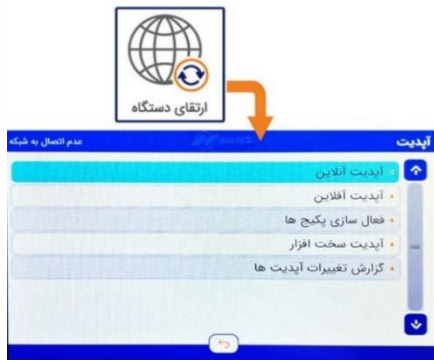 ارتقای دستگاه
آپدیت
عدم اتصال به شبکه
آپدیت آنلاین
آپدیت آفلاین
فعال سازی پکیج ها
آپدیت سخت افزار
گزارش تغییرات آپدیت ها